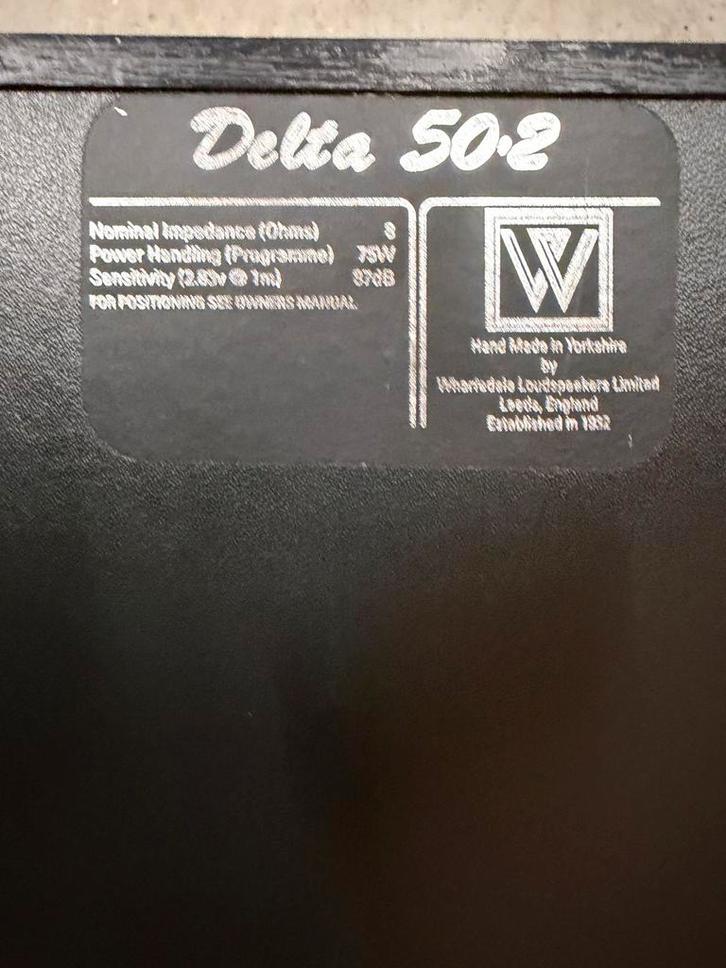 Delta 50·2
Nominal Impedance (Ohms) 8
Power Handling (Programme) 75W
Sensitivity (2.83v @ 1m) 87dB
FOR POSITIONING SEE OWNERS MANUAL
W
Hand Made in Yorkshire
by
Wharfedale Loudspeakers Limited
Leeds, England
Established in 1932